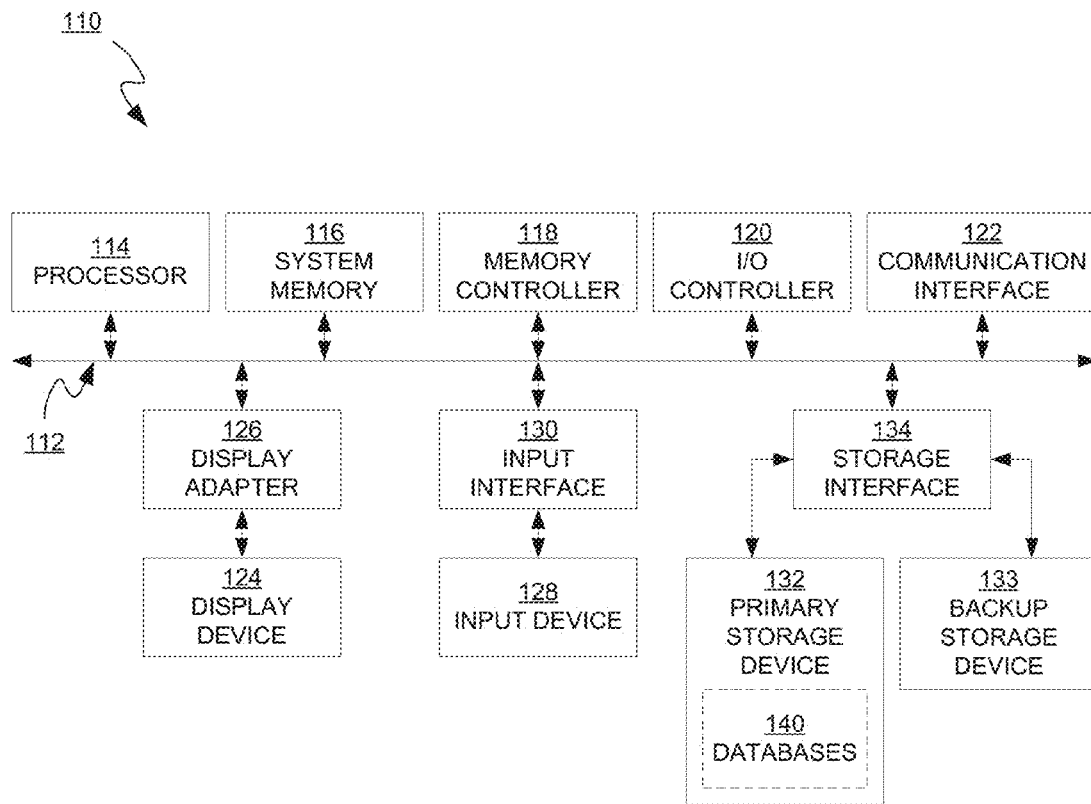 110
114
PROCESSOR
116
SYSTEM
MEMORY
118
MEMORY
CONTROLLER
120
I/O
CONTROLLER
122
COMMUNICATION
INTERFACE
112
126
DISPLAY
ADAPTER
130
INPUT
INTERFACE
134
STORAGE
INTERFACE
124
DISPLAY
DEVICE
128
INPUT DEVICE
132
PRIMARY
STORAGE
DEVICE
133
BACKUP
STORAGE
DEVICE
140
DATABASES